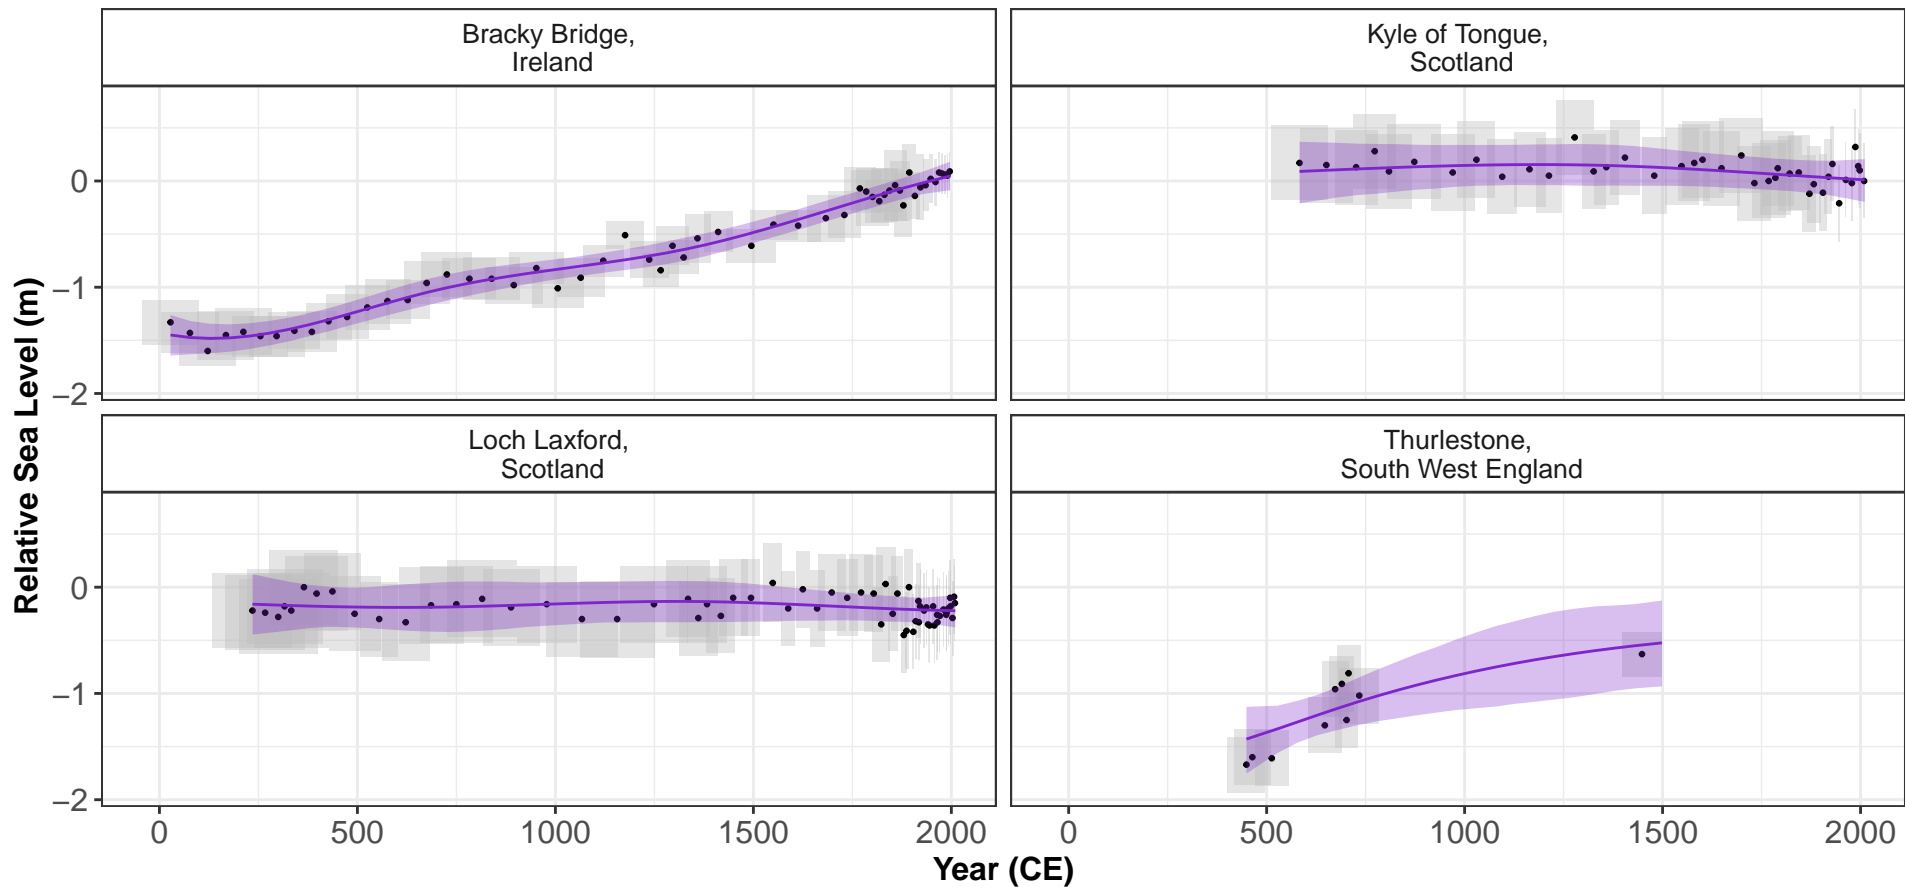 Bracky Bridge,
Ireland
Kyle of Tongue,
Scotland
0
−1
−2
Loch Laxford,
Scotland
Thurlestone,
South West England
0
−1
−2
0 500 1000 1500 2000
0 500 1000 1500 2000
Relative Sea Level (m)
Year (CE)